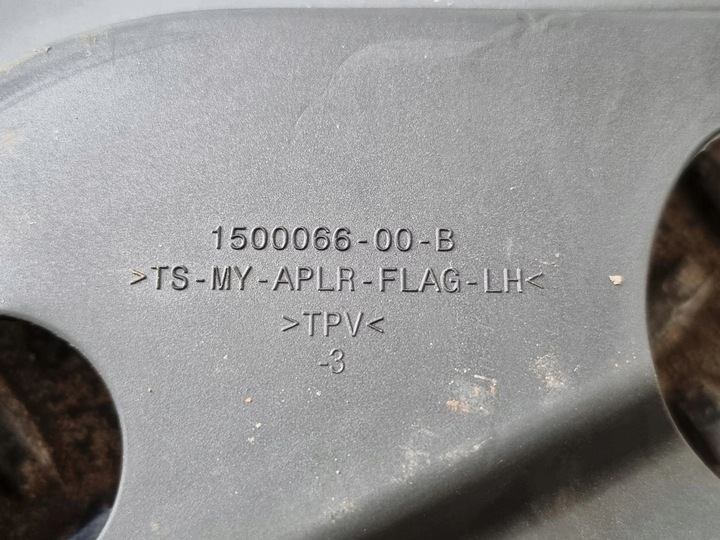 1500066-00-B
>TS-MY-APLR-FLAG-LH<
>TPV<
-3